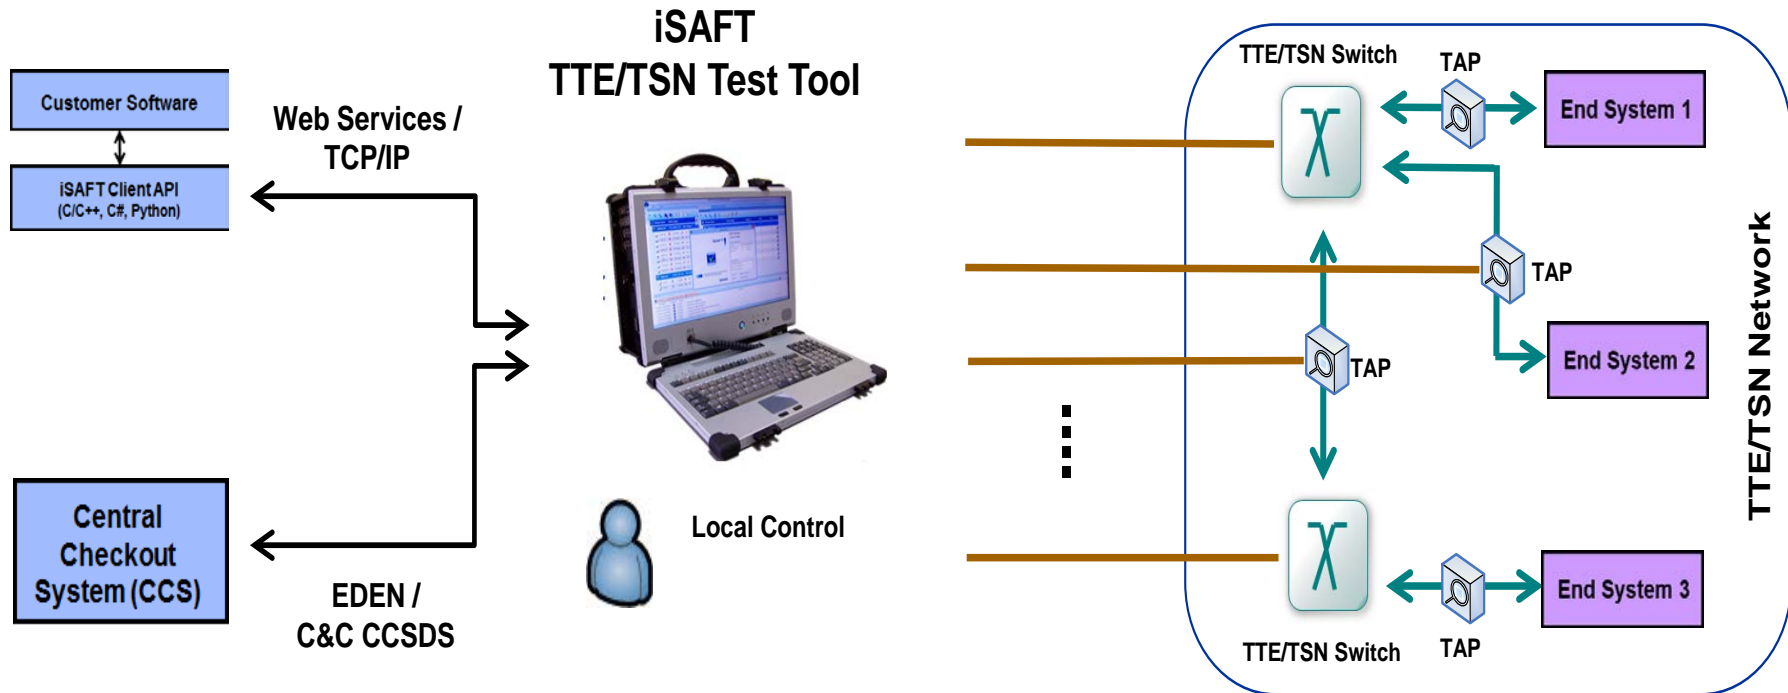 iSAFT
TTE/TSN Test Tool
Customer Software
iSAFT Client API
(C/C++, C#, Python)
Web Services /
TCP/IP
Central
Checkout
System (CCS)
EDEN /
C&C CCSDS
Local Control
TTE/TSN Switch
TAP
End System 1
TAP
End System 2
TAP
TTE/TSN Network
End System 3
TAP
TTE/TSN Switch